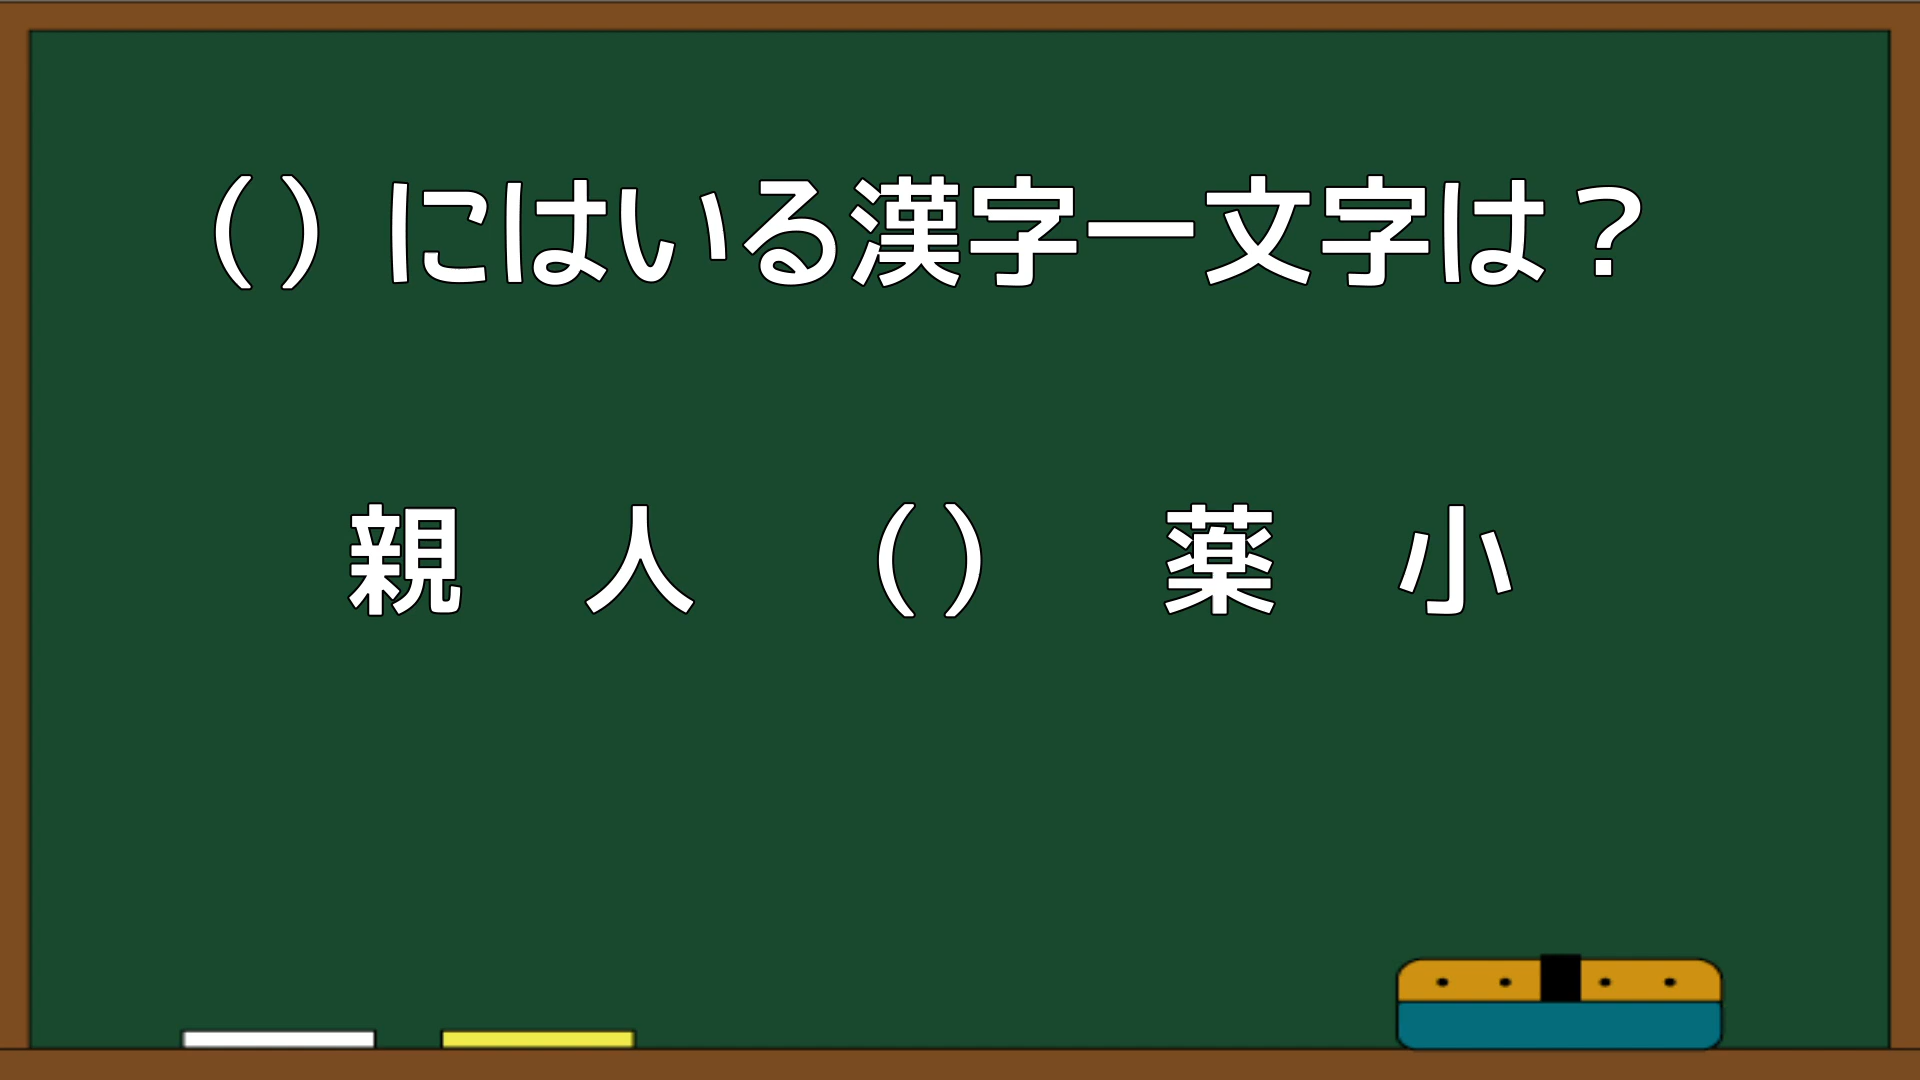 （）にはいる漢字一文字は？
親　人　（）　薬　小